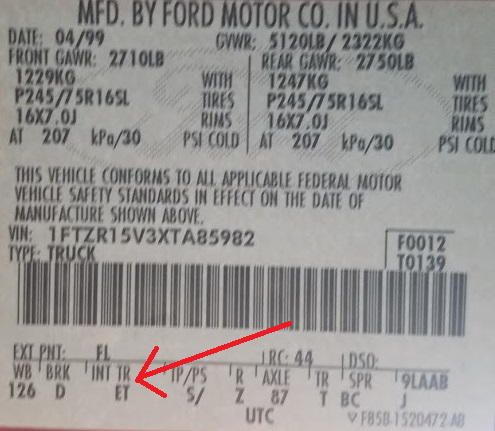 MFD. BY FORD MOTOR CO. IN U.S.A.
DATE: 04/99 GVWR: 5120LB/ 2322KG
FRONT GAWR: 2710LB REAR GAWR: 2750LB
1229KG WITH 1247KG WITH
P245/75R16SL TIRES P245/75R16SL TIRES
16X7.0J RIMS 16X7.0J RIMS
AT 207 kPa/30 PSI COLD AT 207 kPa/30 PSI COLD
THIS VEHICLE CONFORMS TO ALL APPLICABLE FEDERAL MOTOR
VEHICLE SAFETY STANDARDS IN EFFECT ON THE DATE OF
MANUFACTURE SHOWN ABOVE.
VIN: 1FTZR15V3XTA85982 F0012
TYPE: TRUCK T0139
EXT PNT: FL RC: 44 DSO:
WB BRK INT TR TP/PS R AXLE TR SPR 9LAAB
126 D ET S/ Z 87 T BC J
UTC F85B-1520472-AB